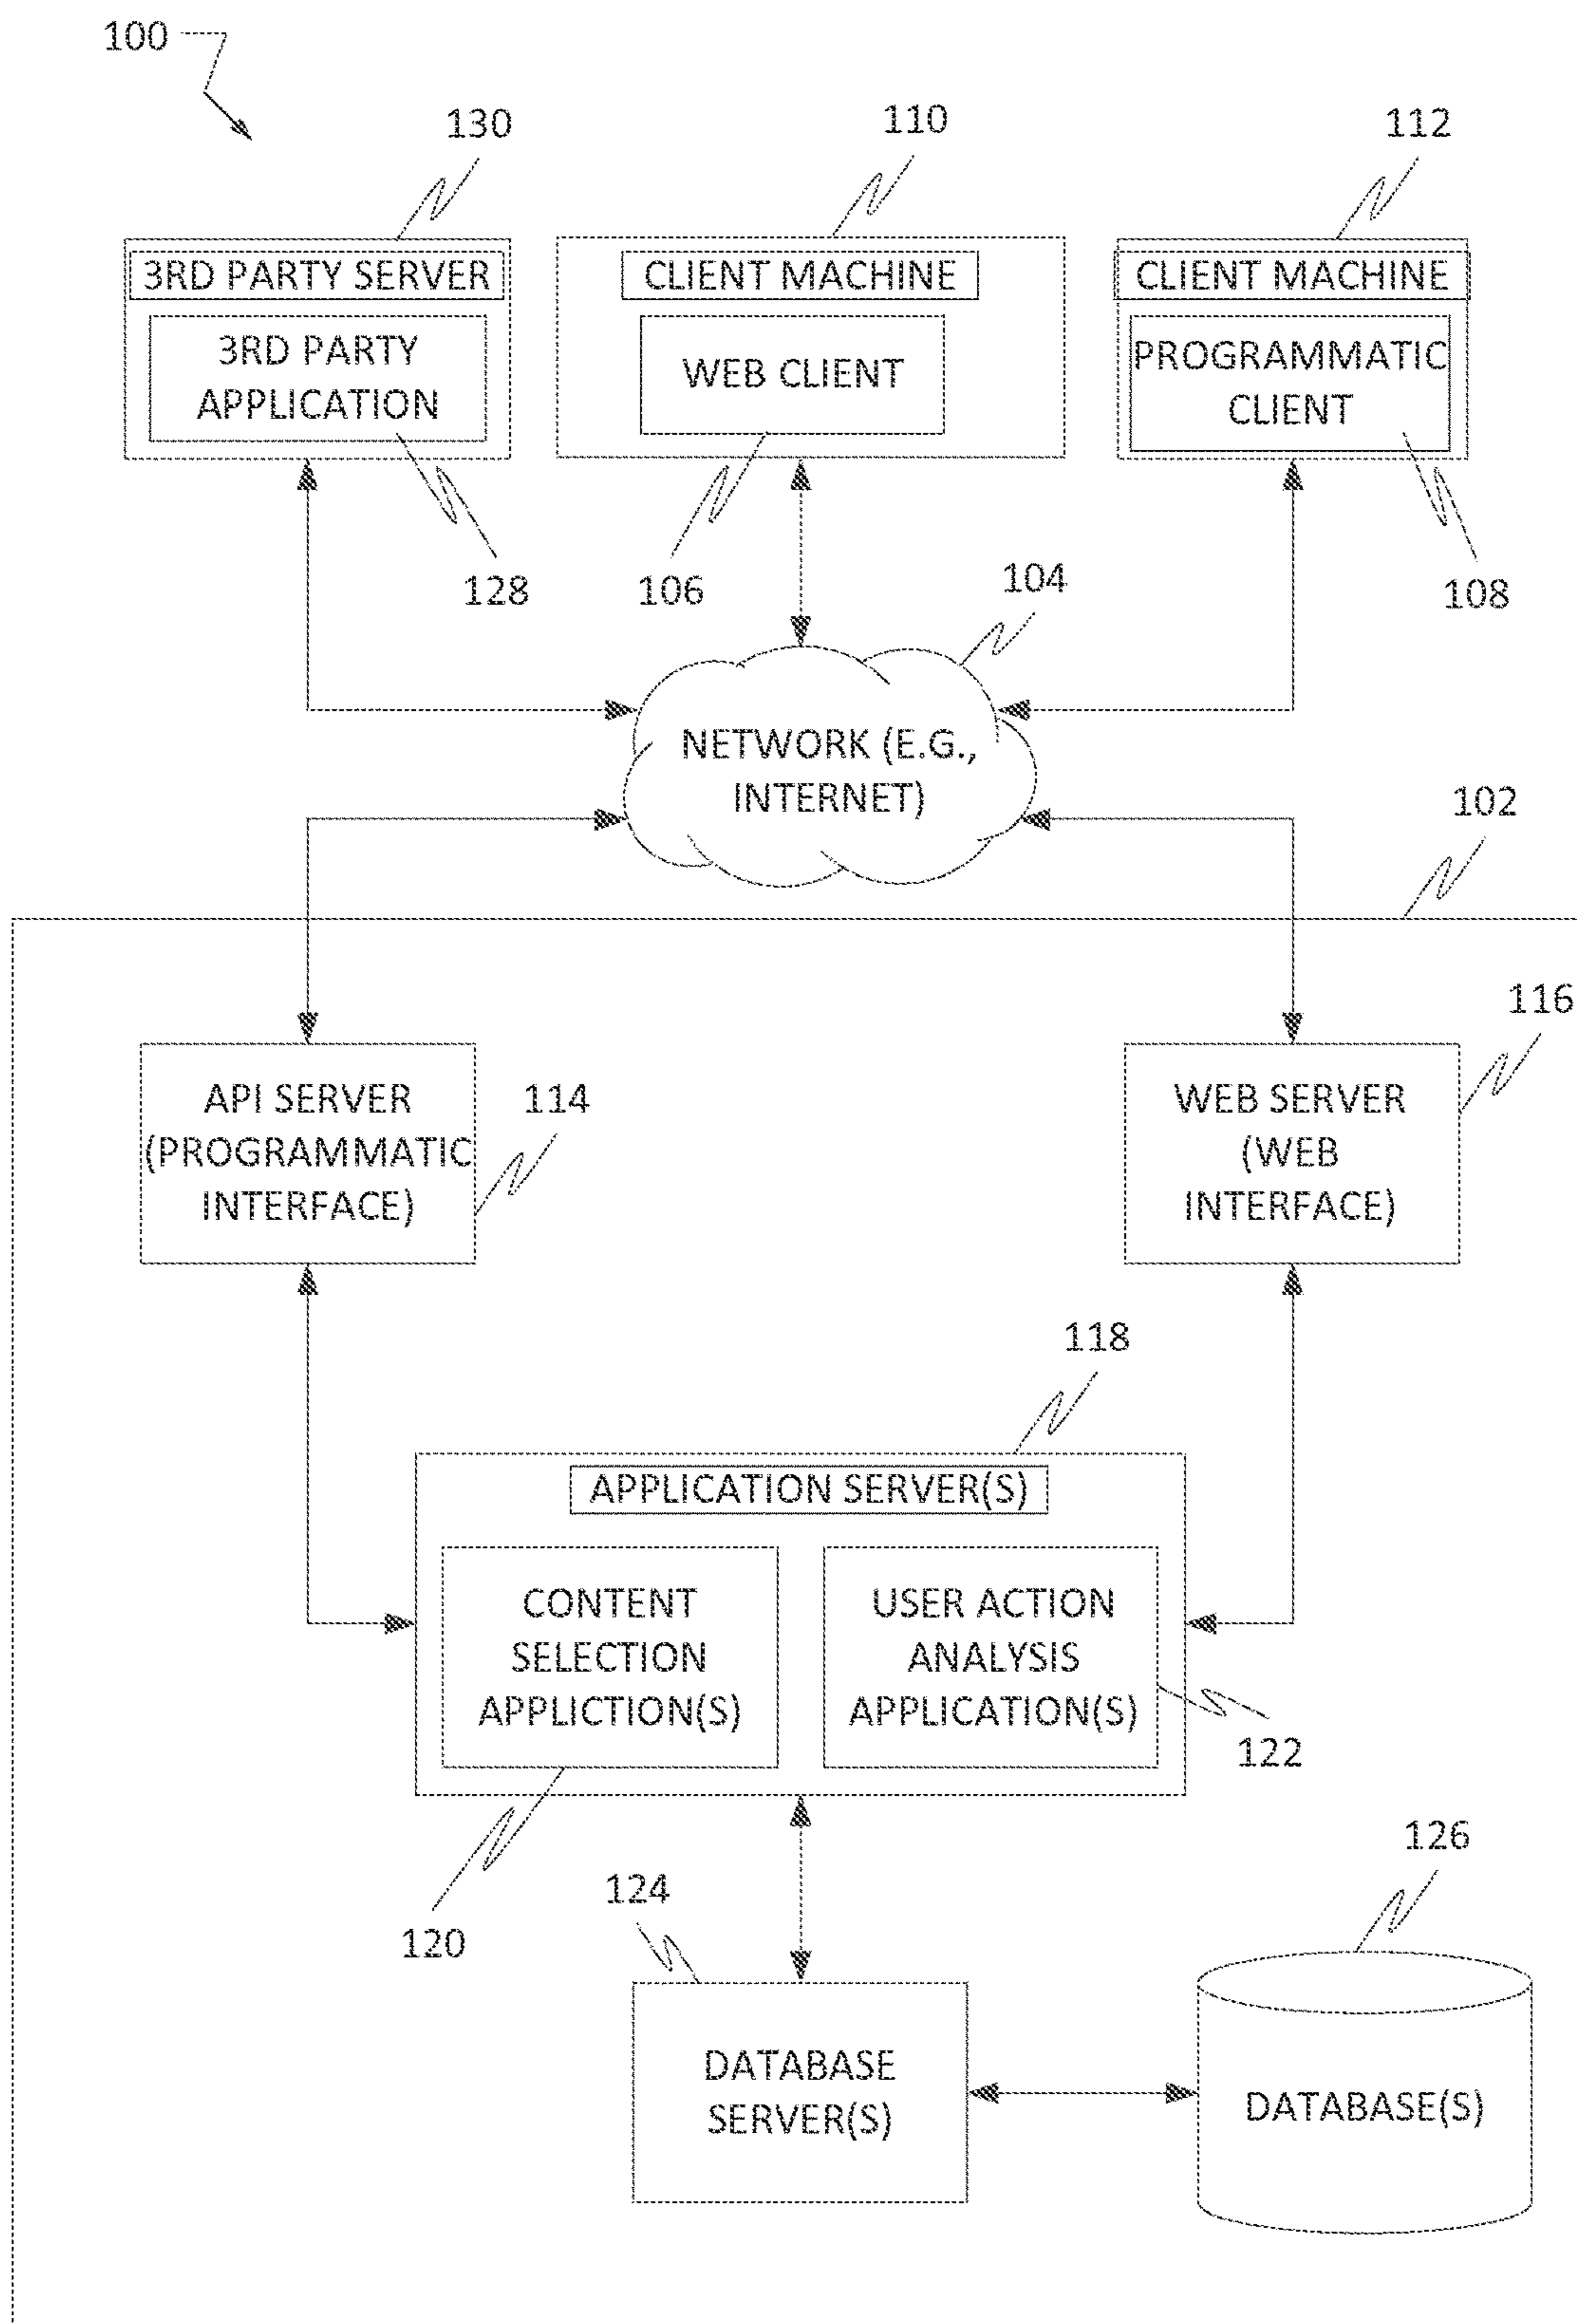 100
130
110
112
3RD PARTY SERVER
3RD PARTY
APPLICATION
CLIENT MACHINE
WEB CLIENT
CLIENT MACHINE
PROGRAMMATIC
CLIENT
128
106
104
108
NETWORK (E.G.,
INTERNET)
102
116
API SERVER
(PROGRAMMATIC
INTERFACE)
114
WEB SERVER
(WEB
INTERFACE)
118
APPLICATION SERVER(S)
CONTENT
SELECTION
APPLICTION(S)
USER ACTION
ANALYSIS
APPLICATION(S)
122
120
124
126
DATABASE
SERVER(S)
DATABASE(S)